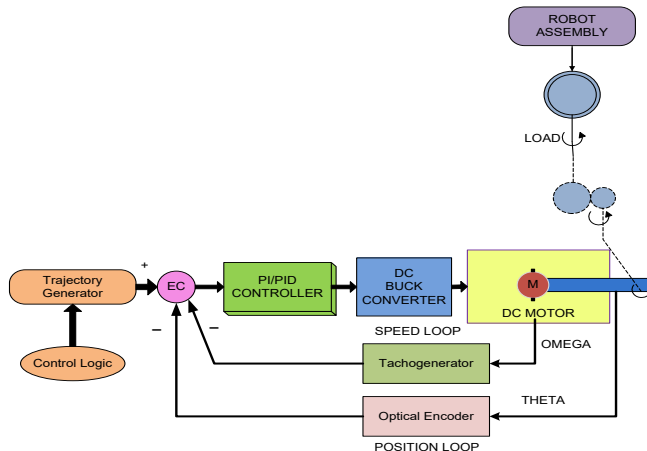 ROBOT
ASSEMBLY
LOAD
+
Trajectory
Generator
EC
PI/PID
CONTROLLER
DC
BUCK
CONVERTER
M
DC MOTOR
–
–
SPEED LOOP
OMEGA
Control Logic
Tachogenerator
THETA
Optical Encoder
POSITION LOOP